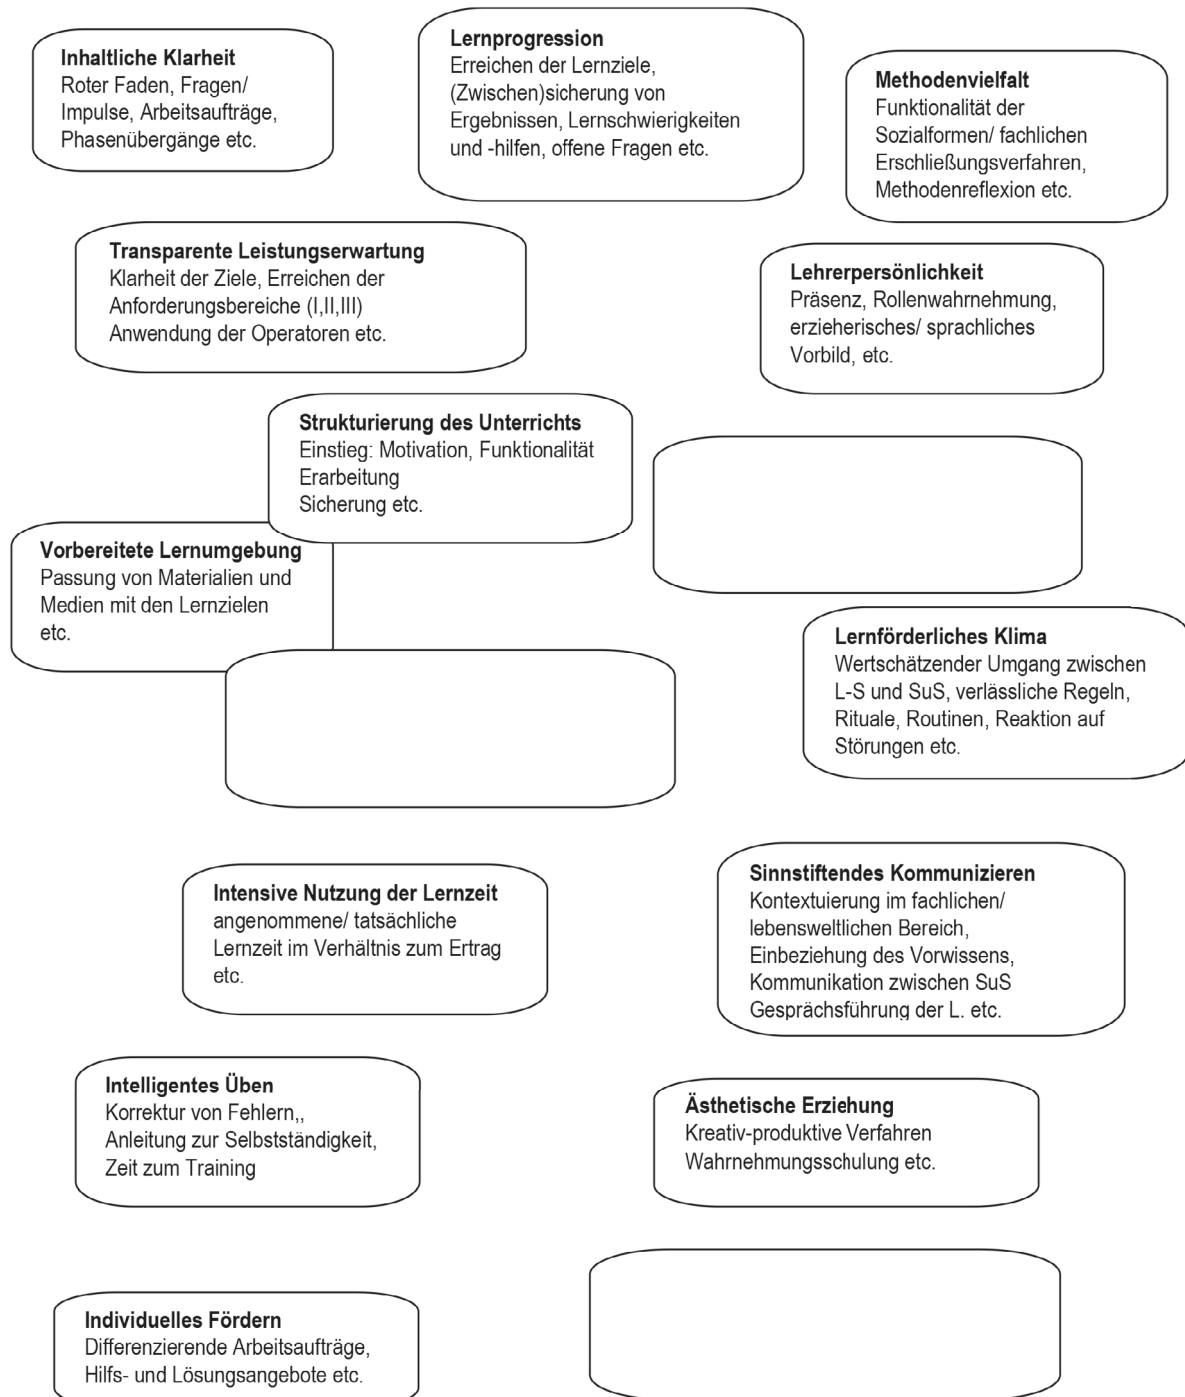 Inhaltliche Klarheit
Roter Faden, Fragen/
Impulse, Arbeitsaufträge,
Phasenübergänge etc.
Lernprogression
Erreichen der Lernziele,
(Zwischen)sicherung von
Ergebnissen, Lernschwierigkeiten
und -hilfen, offene Fragen etc.
Methodenvielfalt
Funktionalität der
Sozialformen/ fachlichen
Erschließungsverfahren,
Methodenreflexion etc.
Transparente Leistungserwartung
Klarheit der Ziele, Erreichen der
Anforderungsbereiche (I,II,III)
Anwendung der Operatoren etc.
Lehrerpersönlichkeit
Präsenz, Rollenwahrnehmung,
erzieherisches/ sprachliches
Vorbild, etc.
Strukturierung des Unterrichts
Einstieg: Motivation, Funktionalität
Erarbeitung
Sicherung etc.
Vorbereitete Lernumgebung
Passung von Materialien und
Medien mit den Lernzielen
etc.
Lernförderliches Klima
Wertschätzender Umgang zwischen
L-S und SuS, verlässliche Regeln,
Rituale, Routinen, Reaktion auf
Störungen etc.
Intensive Nutzung der Lernzeit
angenommene/ tatsächliche
Lernzeit im Verhältnis zum Ertrag
etc.
Sinnstiftendes Kommunizieren
Kontextuierung im fachlichen/
lebensweltlichen Bereich,
Einbeziehung des Vorwissens,
Kommunikation zwischen SuS
Gesprächsführung der L. etc.
Intelligentes Üben
Korrektur von Fehlern,,
Anleitung zur Selbstständigkeit,
Zeit zum Training
Ästhetische Erziehung
Kreativ-produktive Verfahren
Wahrnehmungsschulung etc.
Individuelles Fördern
Differenzierende Arbeitsaufträge,
Hilfs- und Lösungsangebote etc.